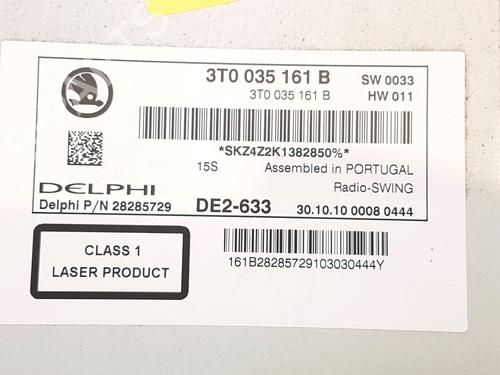 3T0 035 161 B SW 0033
3T0 035 161 B HW 011
*SKZ4Z2K1382850%*
15S Assembled in PORTUGAL
DELPHI Radio-SWING
Delphi P/N 28285729 DE2-633 30.10.10 0008 0444
CLASS 1
LASER PRODUCT
161B28285729103030444Y